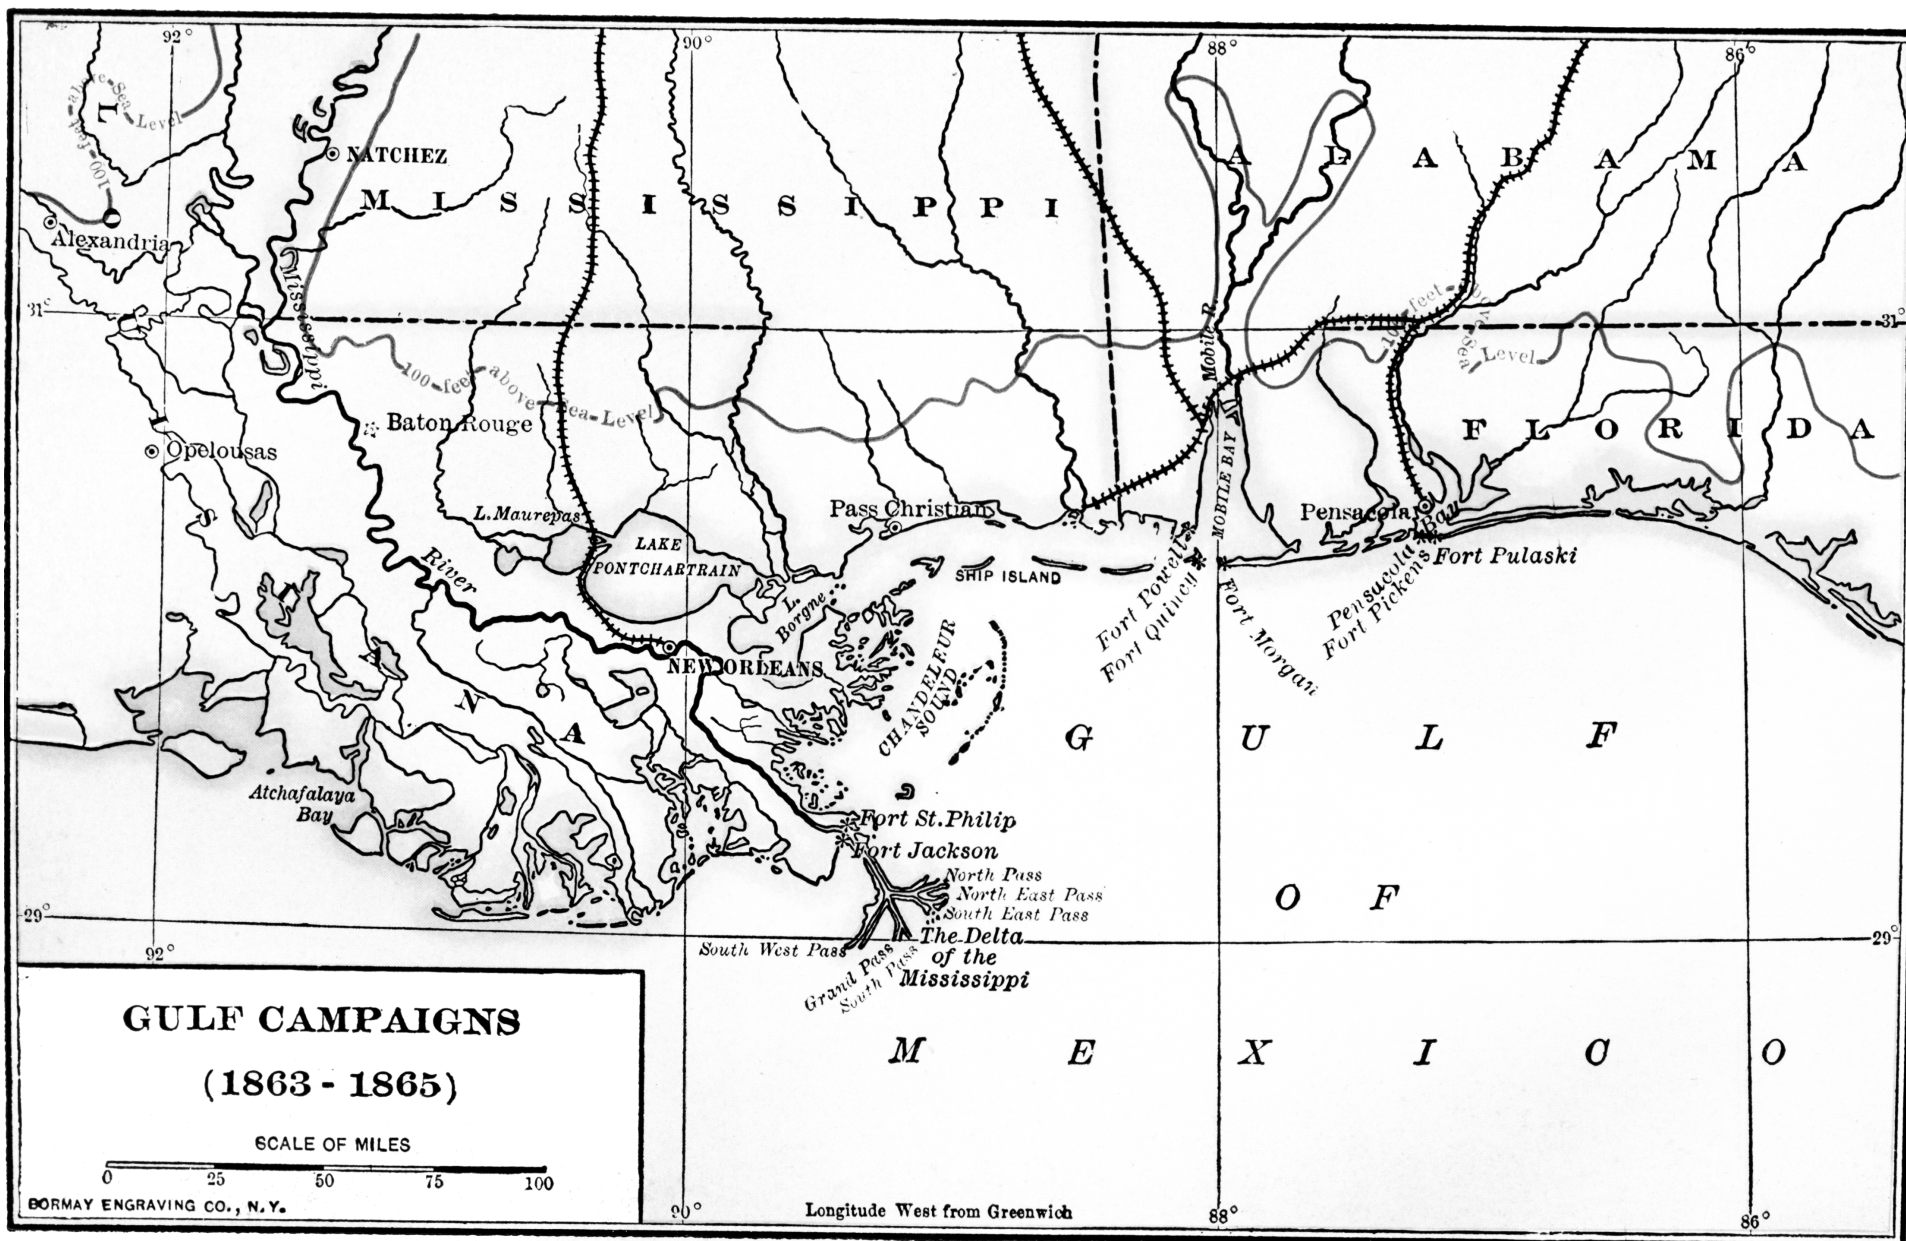 92°
90°
88°
86°
100-feet-above-Sea-Level
NATCHEZ
L O U I S I A N A
Alexandria
M I S S I S S I P P I
A L A B A M A
Mississippi
31°
31°
Mobile R.
100-feet above-Sea-Level
100-feet above-Sea-Level
Baton Rouge
Opelousas
F L O R I D A
L. Maurepas
LAKE
PONTCHARTRAIN
Pass Christian
MOBILE BAY
Pensacola
Pensacola Bay
Fort Pulaski
River
SHIP ISLAND
L.
Borgne
Fort Powell
Fort Quincy
Fort Morgan
Fort Pickens
NEW ORLEANS
CHANDELEUR
SOUND
G U L F
Atchafalaya
Bay
Fort St. Philip
Fort Jackson
North Pass
North East Pass
South East Pass
O F
29°
29°
South West Pass
Grand Pass
South Pass
The Delta
of the
Mississippi
92°
M E X I C O
GULF CAMPAIGNS
(1863 - 1865)
SCALE OF MILES
0 25 50 75 100
BORMAY ENGRAVING CO., N.Y.
90°
Longitude West from Greenwich
88°
86°